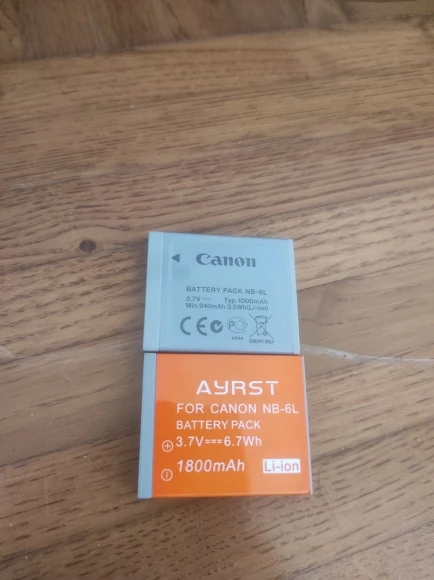 Canon
BATTERY PACK NB-6L
3.7V⎓ Typ.1000mAh
Min.940mAh 3.5Wh(Li-ion)
CE
AYRST
FOR CANON NB-6L
BATTERY PACK
3.7V⎓6.7Wh
1800mAh Li-ion